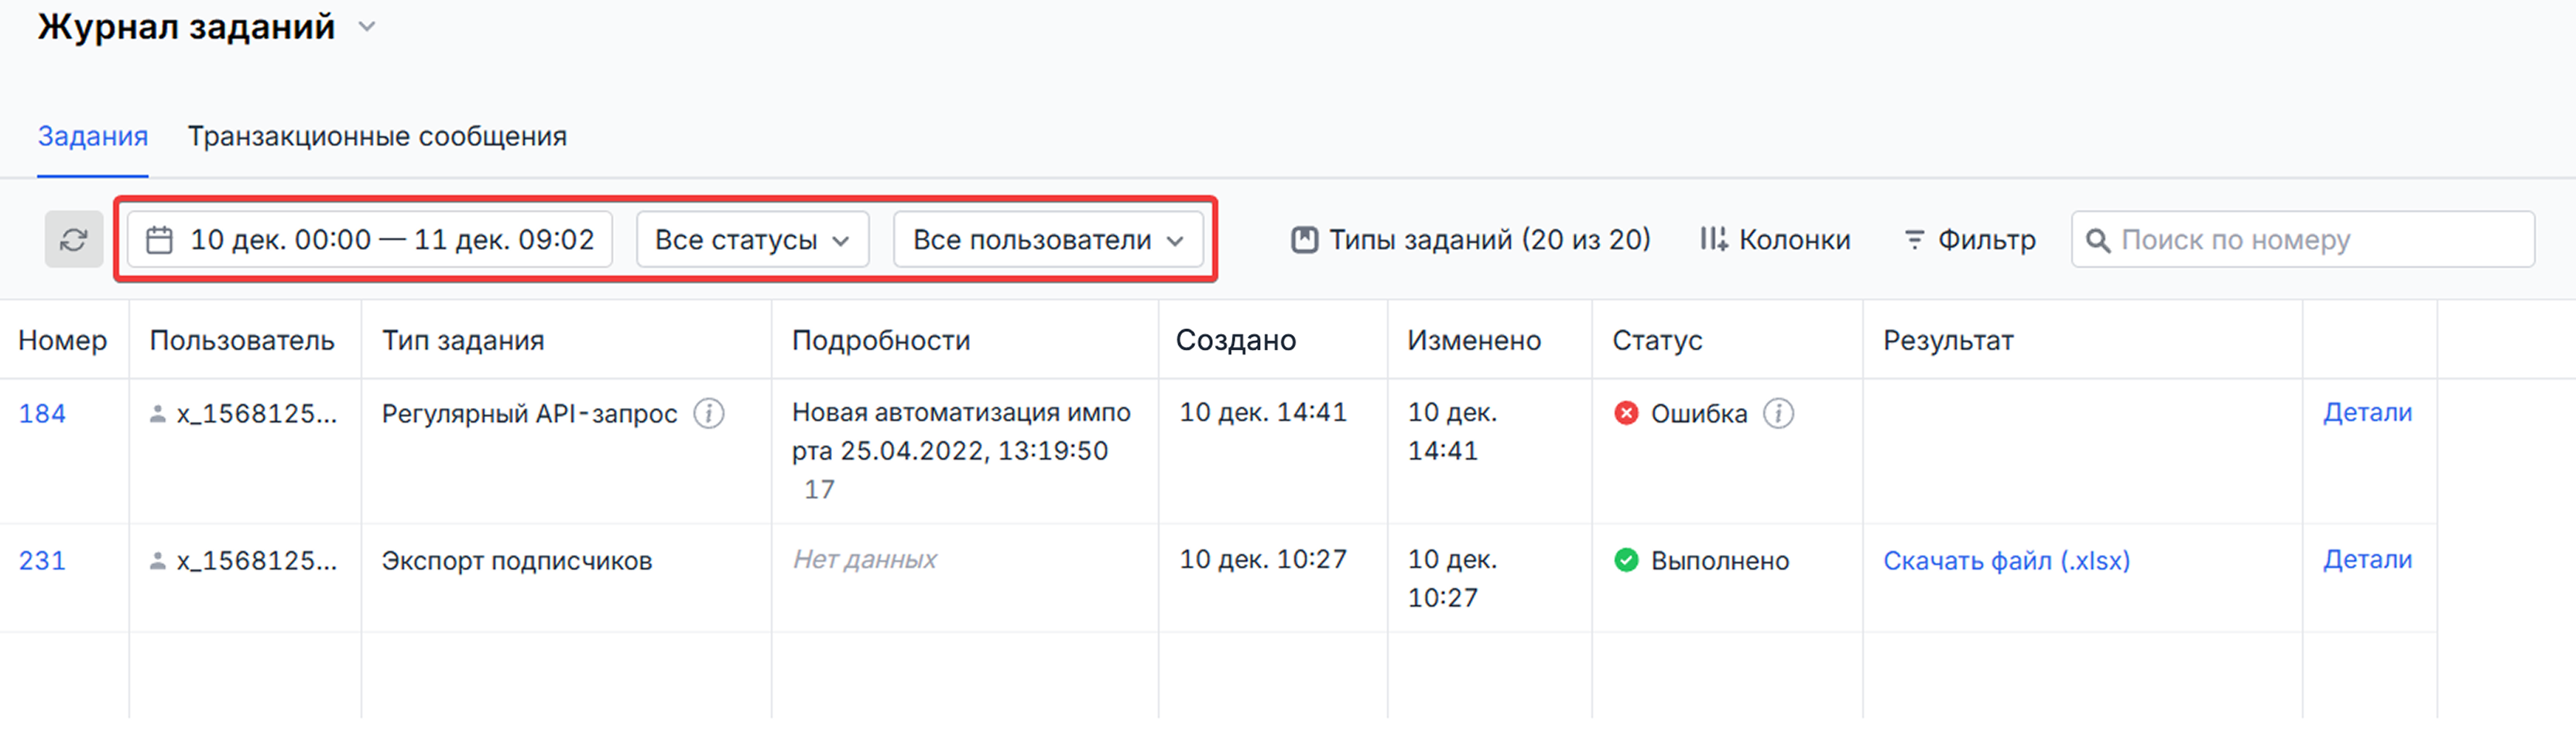 Журнал заданий
Задания Транзакционные сообщения
10 дек. 00:00 — 11 дек. 09:02 Все статусы Все пользователи Типы заданий (20 из 20) Колонки Фильтр Поиск по номеру
Номер Пользователь Тип задания Подробности Создано Изменено Статус Результат
184 x_1568125... Регулярный API-запрос Новая автоматизация импо 10 дек. 14:41 10 дек. Ошибка Детали
рта 25.04.2022, 13:19:50 14:41
17
231 x_1568125... Экспорт подписчиков Нет данных 10 дек. 10:27 10 дек. Выполнено Скачать файл (.xlsx) Детали
10:27